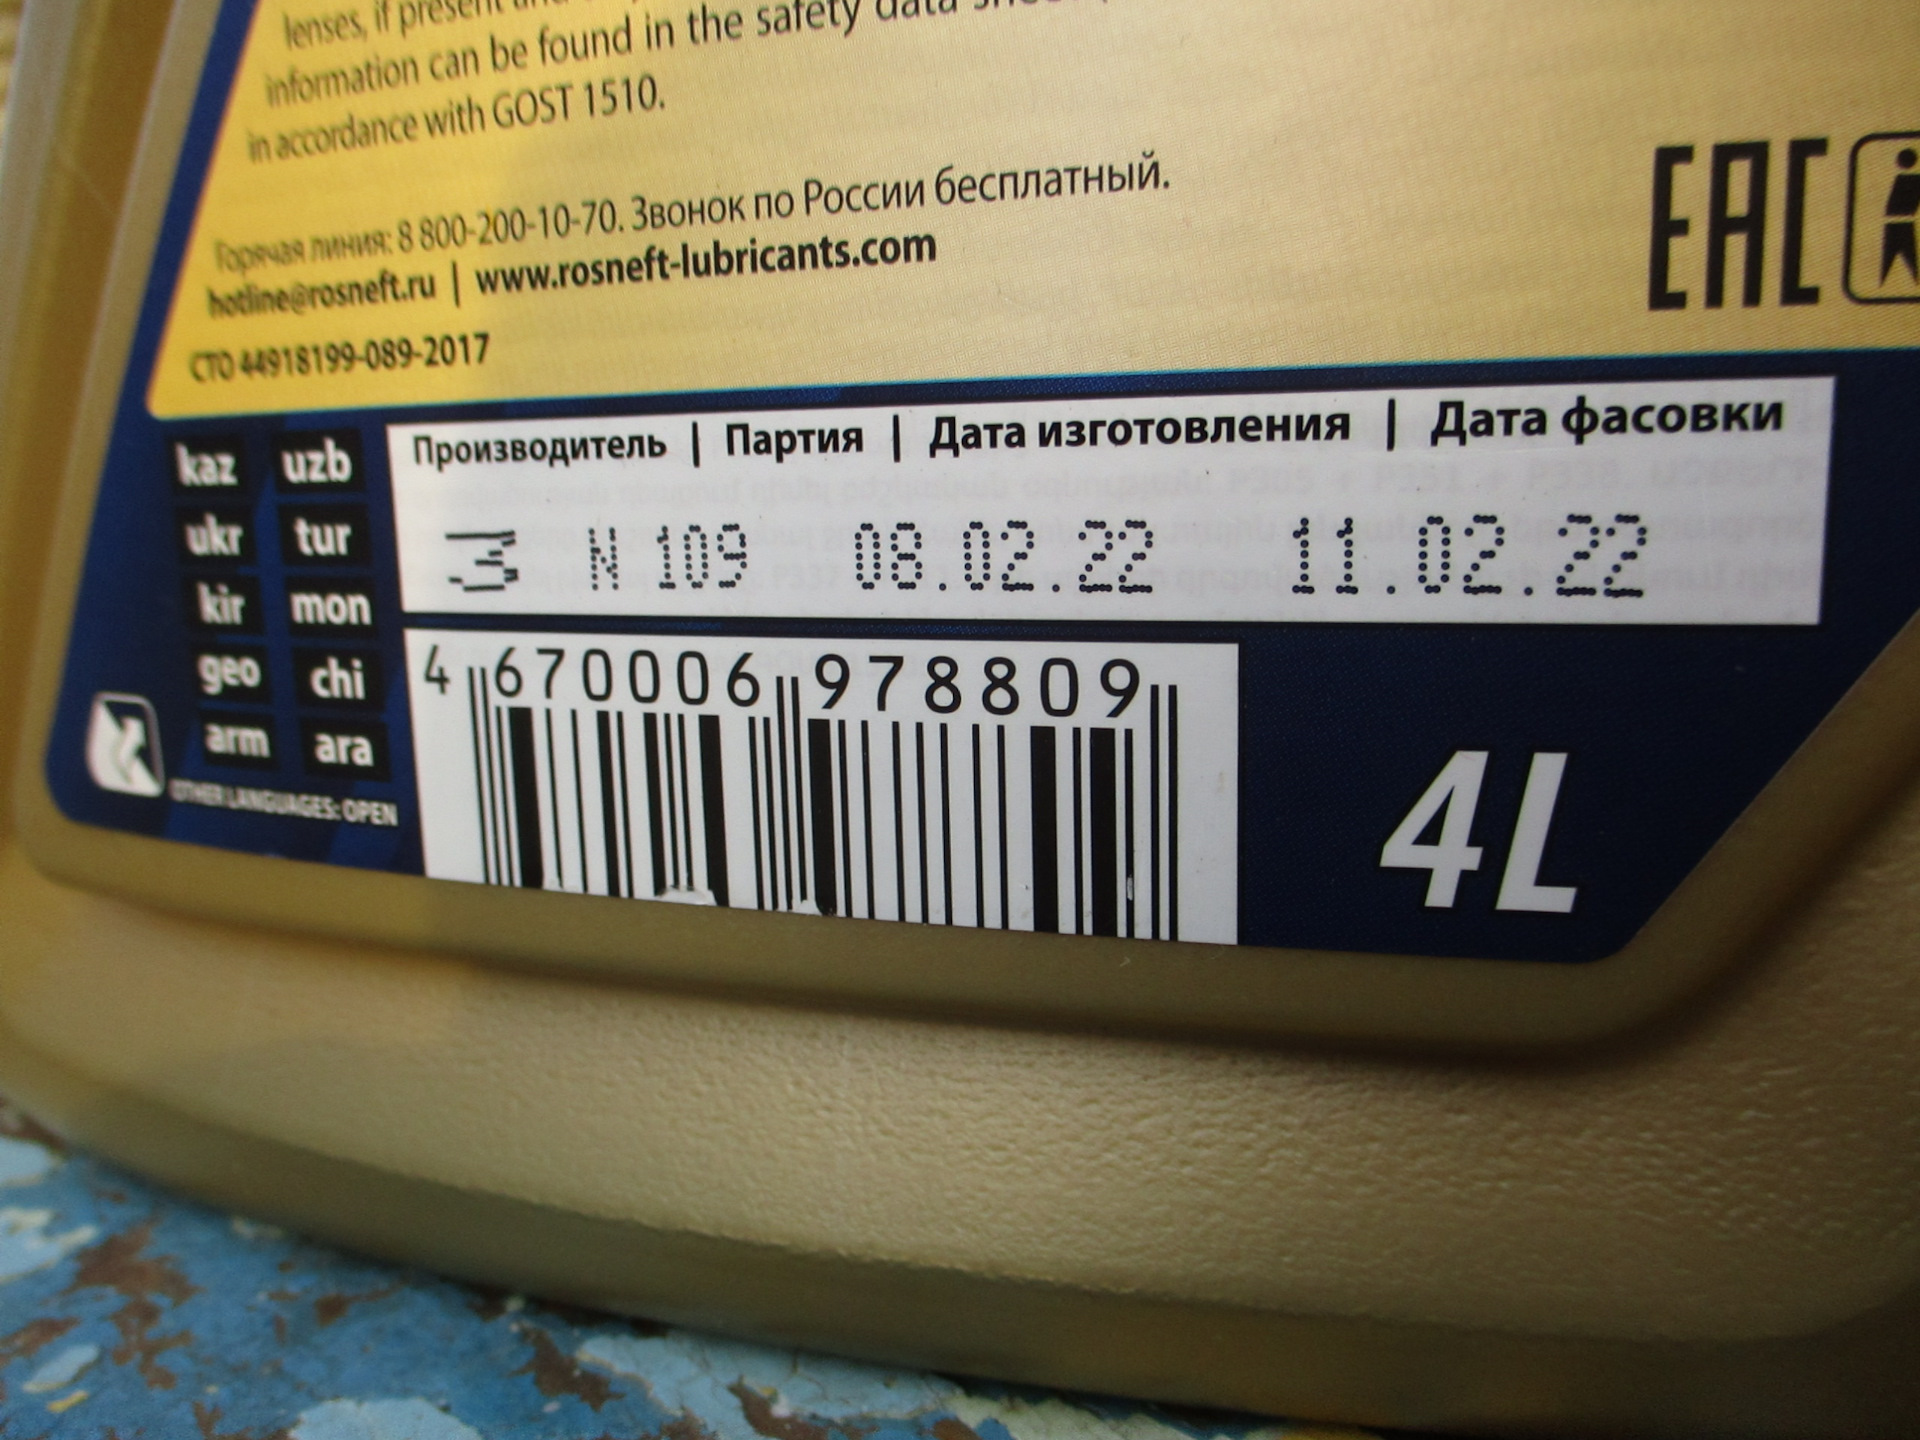 lenses, if present and
information can be found in the safety data sheet
in accordance with GOST 1510.
Горячая линия: 8 800-200-10-70. Звонок по России бесплатный.
hotline@rosneft.ru | www.rosneft-lubricants.com
СТО 44918199-089-2017
EAC
Производитель | Партия | Дата изготовления | Дата фасовки
3 N 109 08.02.22 11.02.22
kaz uzb
ukr tur
kir mon
geo chi
arm ara
OTHER LANGUAGES: OPEN
4 670006 978809
4L